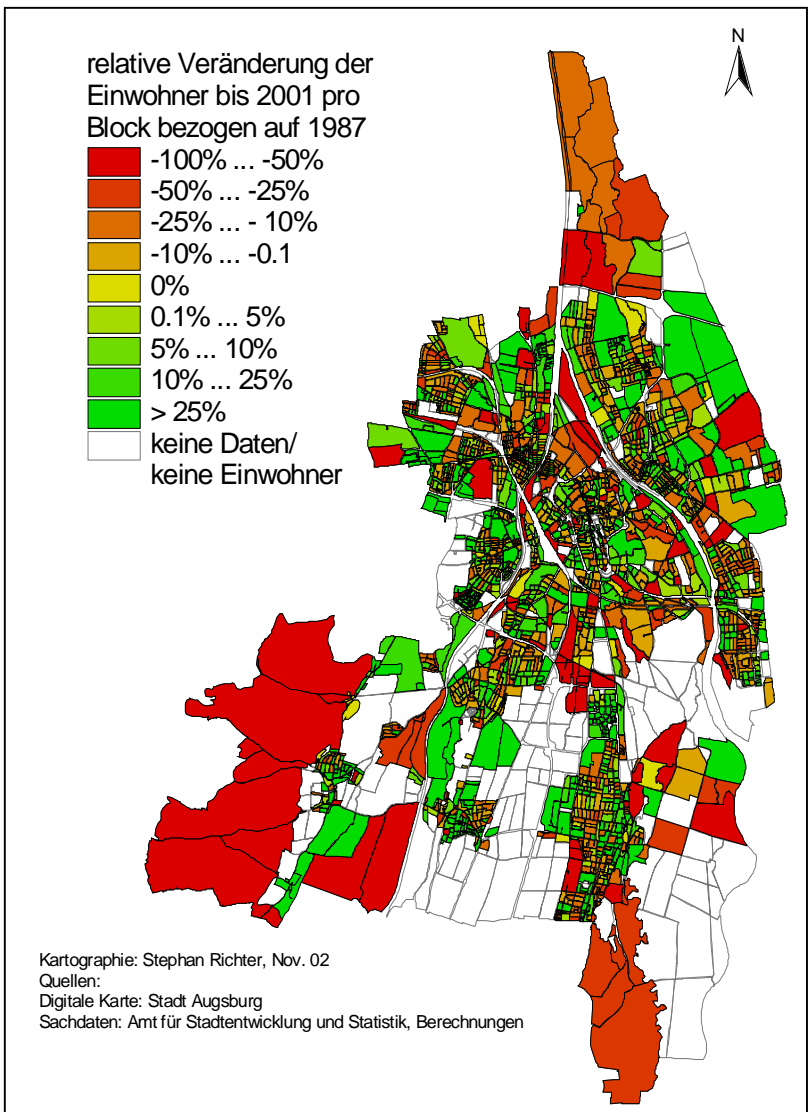 N
relative Veränderung der
Einwohner bis 2001 pro
Block bezogen auf 1987
-100% ... -50%
-50% ... -25%
-25% ... - 10%
-10% ... -0.1
0%
0.1% ... 5%
5% ... 10%
10% ... 25%
> 25%
keine Daten/
keine Einwohner
Kartographie: Stephan Richter, Nov. 02
Quellen:
Digitale Karte: Stadt Augsburg
Sachdaten: Amt für Stadtentwicklung und Statistik, Berechnungen